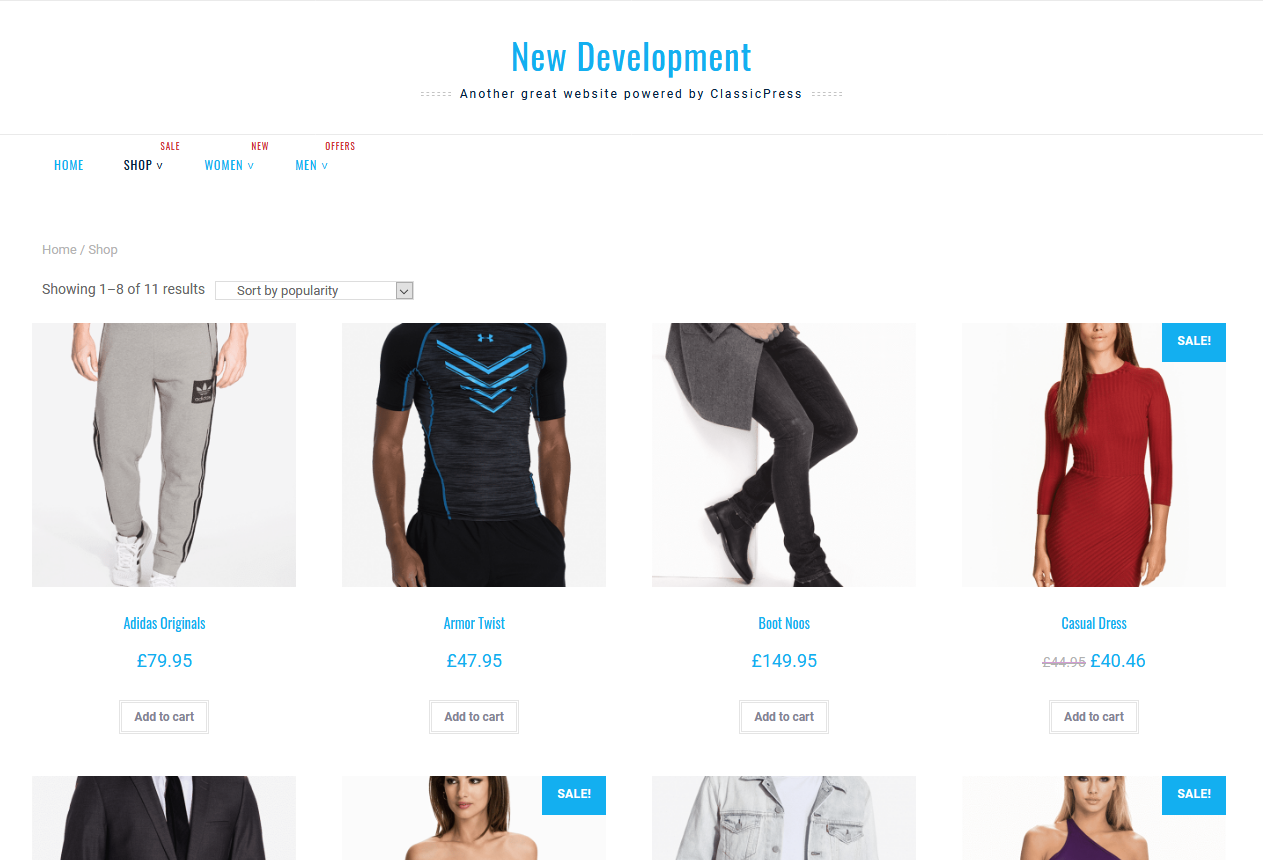 New Development
Another great website powered by ClassicPress
SALE NEW OFFERS
HOME SHOP v WOMEN v MEN v
Home / Shop
Showing 1–8 of 11 results Sort by popularity
SALE!
adidas
Adidas Originals Armor Twist Boot Noos Casual Dress
£79.95 £47.95 £149.95 £44.95 £40.46
Add to cart Add to cart Add to cart Add to cart
SALE! SALE!